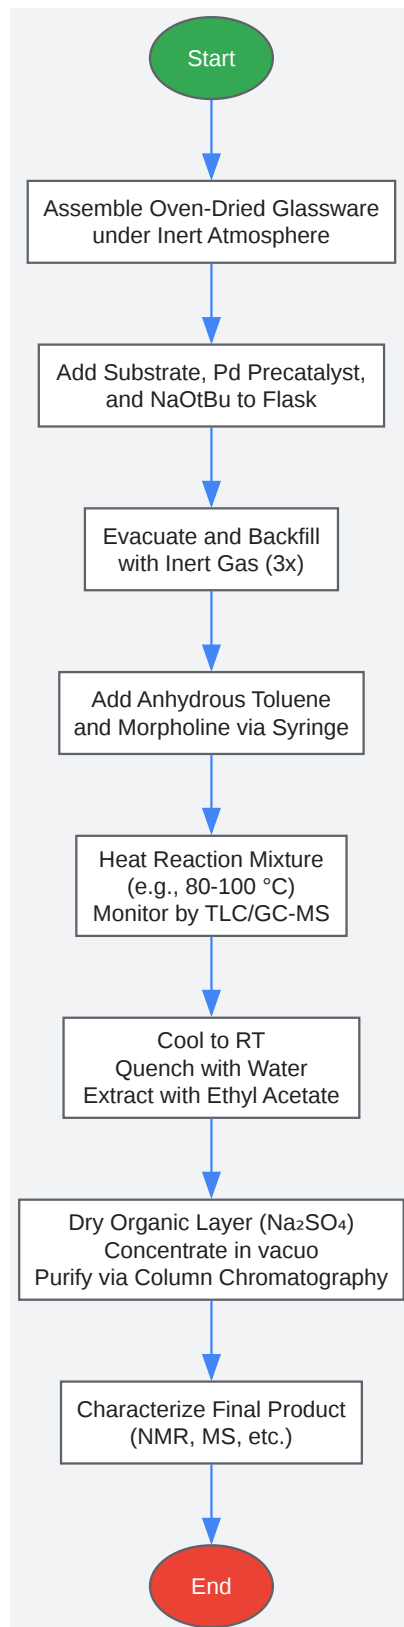 Start
Assemble Oven-Dried Glassware
under Inert Atmosphere
Add Substrate, Pd Precatalyst,
and NaOtBu to Flask
Evacuate and Backfill
with Inert Gas (3x)
Add Anhydrous Toluene
and Morpholine via Syringe
Heat Reaction Mixture
(e.g., 80-100 °C)
Monitor by TLC/GC-MS
Cool to RT
Quench with Water
Extract with Ethyl Acetate
Dry Organic Layer (Na₂SO₄)
Concentrate in vacuo
Purify via Column Chromatography
Characterize Final Product
(NMR, MS, etc.)
End